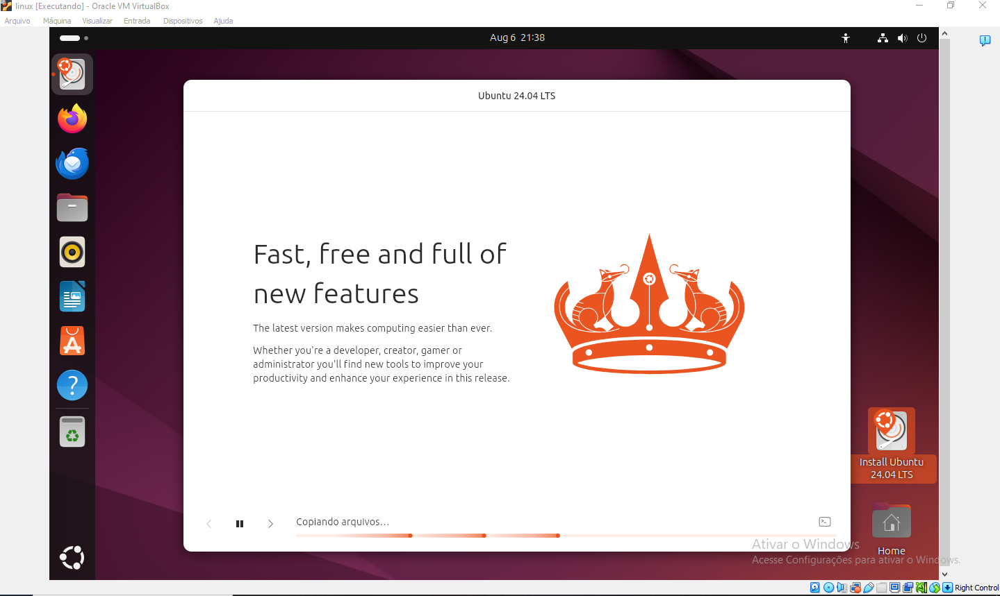 linux [Executando] - Oracle VM VirtualBox
Arquivo Máquina Visualizar Entrada Dispositivos Ajuda
Aug 6 21:38
Ubuntu 24.04 LTS
Fast, free and full of
new features
The latest version makes computing easier than ever.
Whether you're a developer, creator, gamer or
administrator you'll find new tools to improve your
productivity and enhance your experience in this release.
Install Ubuntu
24.04 LTS
Copiando arquivos...
Home
Ativar o Windows
Acesse Configurações para ativar o Windows.
Right Control